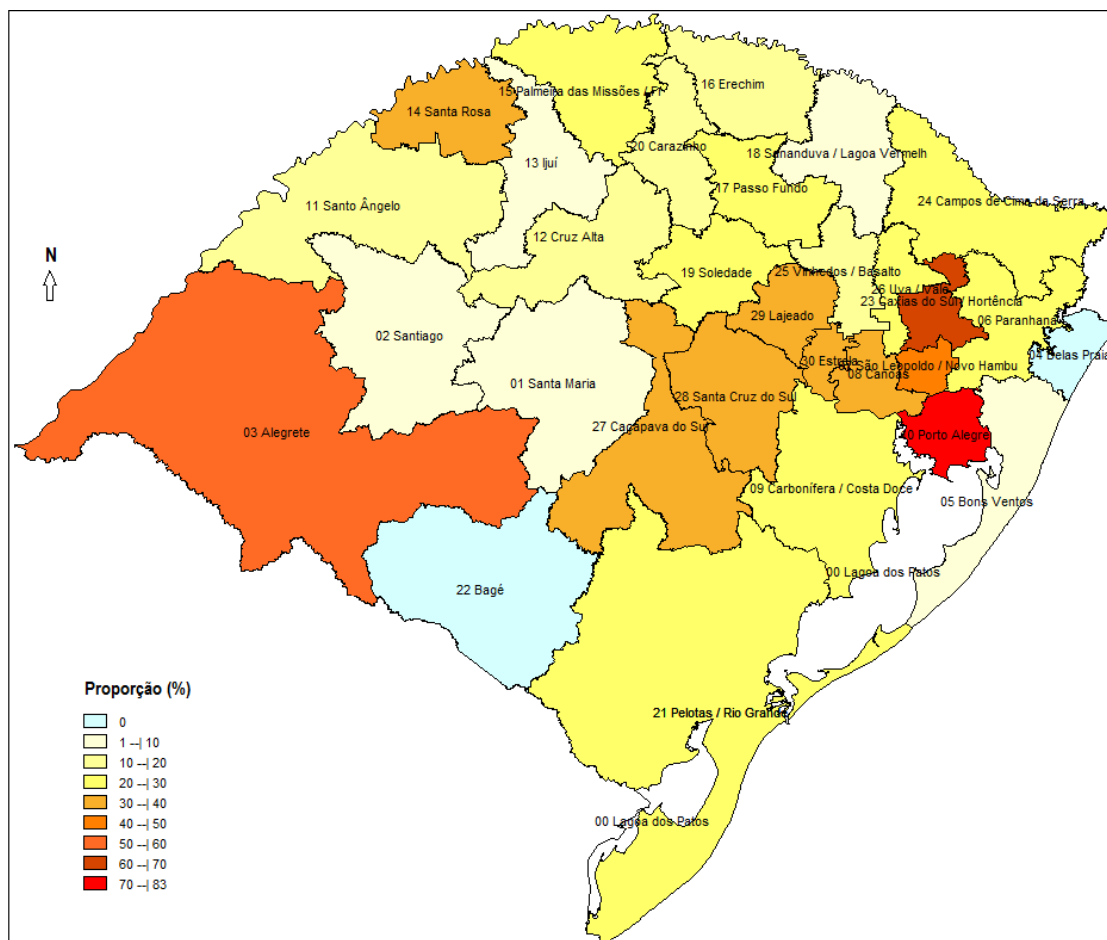 15 Palmeira das Missões / Fr
16 Erechim
14 Santa Rosa
20 Carazinho
18 Sananduva / Lagoa Vermelh
13 Ijuí
17 Passo Fundo
24 Campos de Cima da Serra
11 Santo Ângelo
12 Cruz Alta
N
19 Soledade
25 Vinhedos / Basalto
26 Uva / Vale
23 Caxias do Sul / Hortência
29 Lajeado
06 Paranhana
02 Santiago
04 Belas Praia
30 Estrela
São Leopoldo / Novo Hambu
08 Canoas
01 Santa Maria
28 Santa Cruz do Sul
03 Alegrete
27 Caçapava do Sul
10 Porto Alegre
09 Carbonífera / Costa Doce
05 Bons Ventos
00 Lagoa dos Patos
22 Bagé
Proporção (%)
21 Pelotas / Rio Grande
0
1 --| 10
10 --| 20
20 --| 30
30 --| 40
40 --| 50
50 --| 60
60 --| 70
70 --| 83
00 Lagoa dos Patos